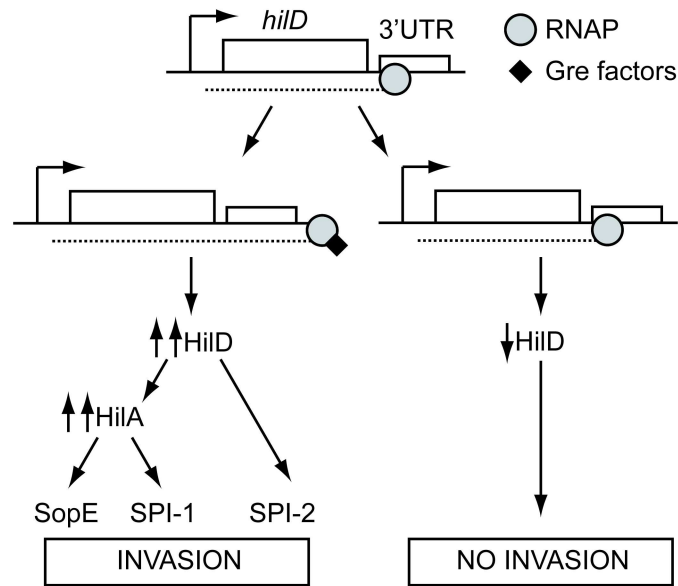 hilD
3'UTR
RNAP
Gre factors
HilD
HilD
HilA
SopE
SPI-1
SPI-2
INVASION
NO INVASION